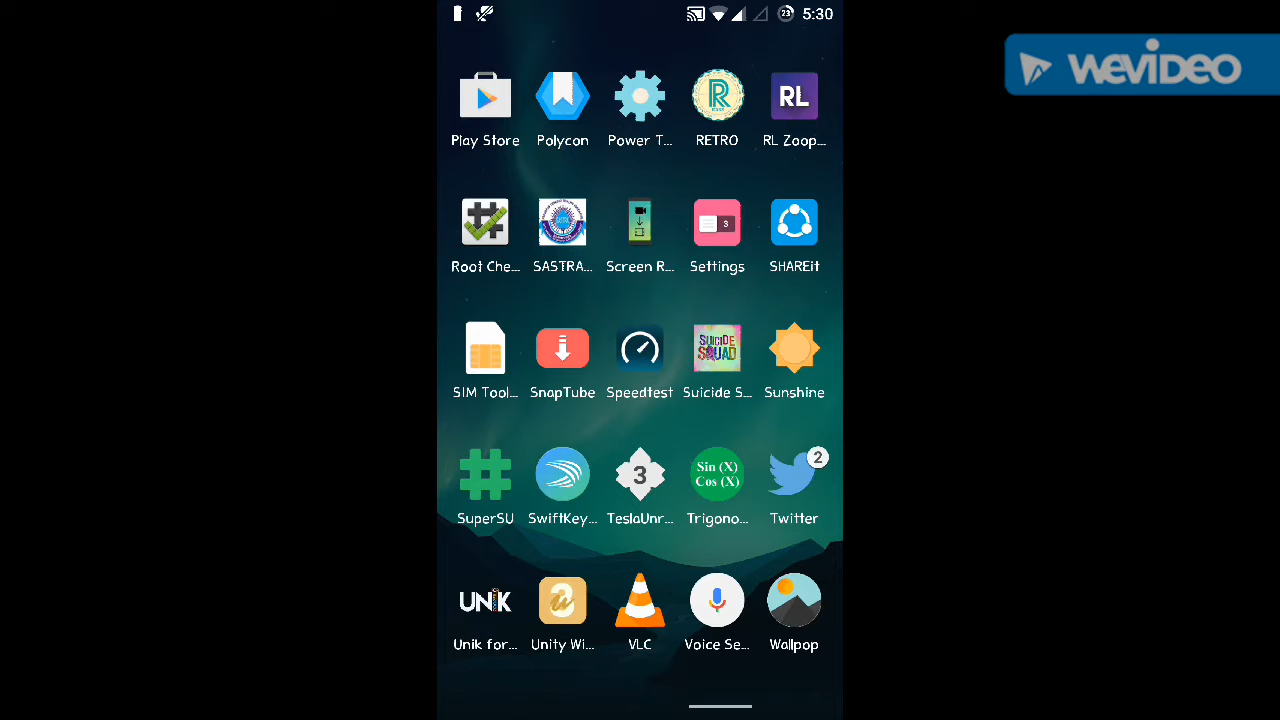 23 5:30
WEVIDEO
RL
Play Store Polycon Power T... RETRO RL Zoop...
3
Root Che... SASTRA... Screen R... Settings SHAREit
SUICIDE
SQUAD
SIM Tool... SnapTube Speedtest Suicide S... Sunshine
3
Sin (X)
Cos (X)
2
SuperSU SwiftKey... TeslaUnr... Trigono... Twitter
UNIK
Unik for... Unity Wi... VLC Voice Se... Wallpop